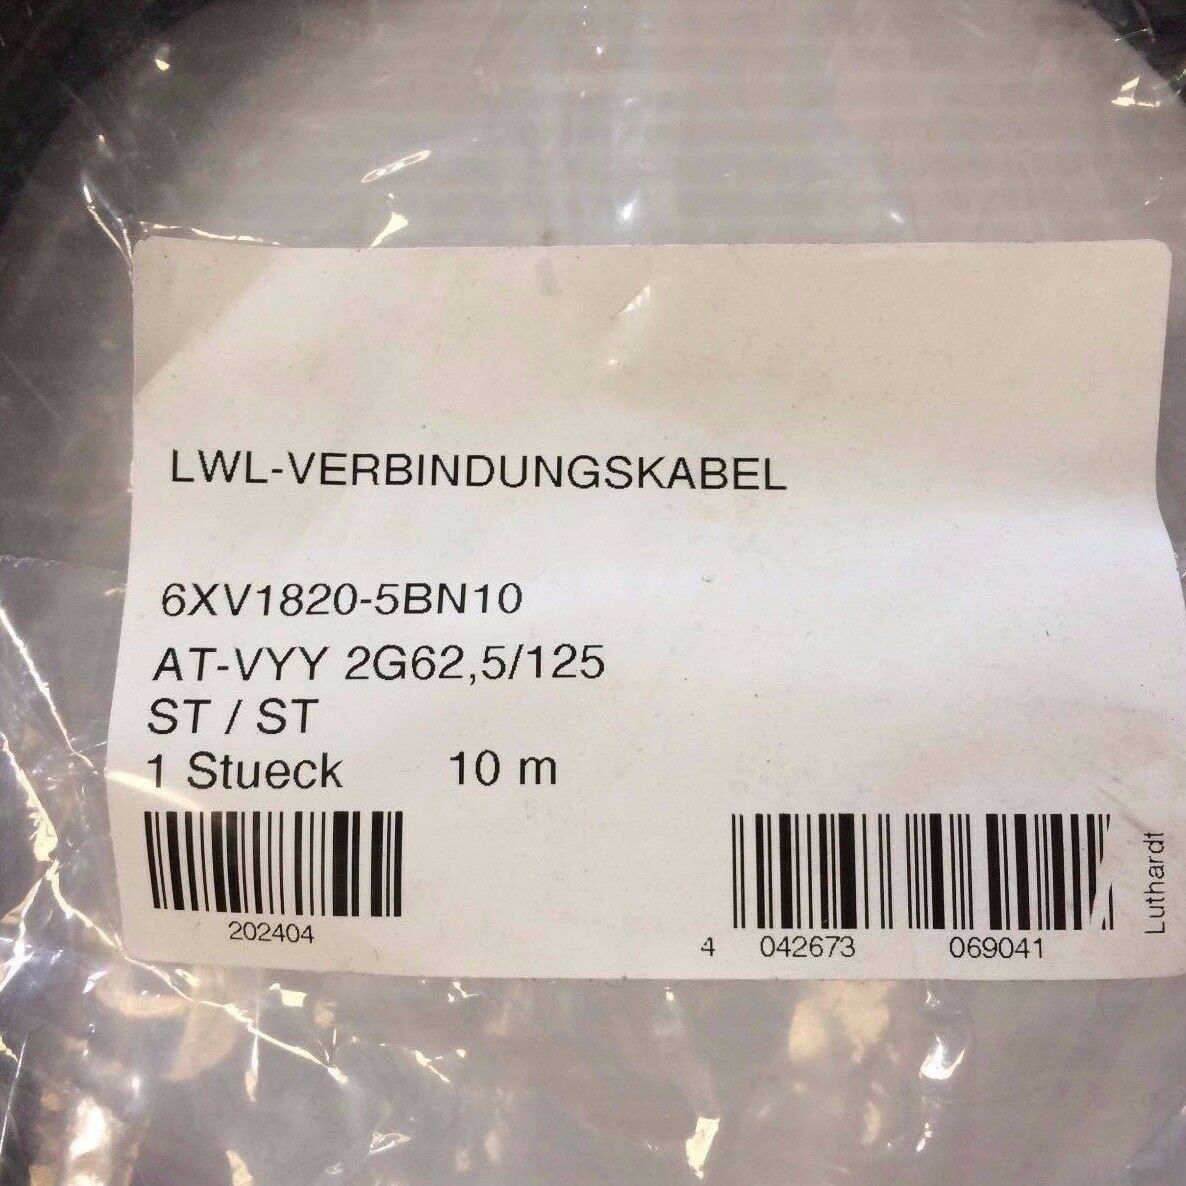 LWL-VERBINDUNGSKABEL
6XV1820-5BN10
AT-VYY 2G62,5/125
ST / ST
1 Stueck 10 m
202404
4 042673 069041
Luthardt